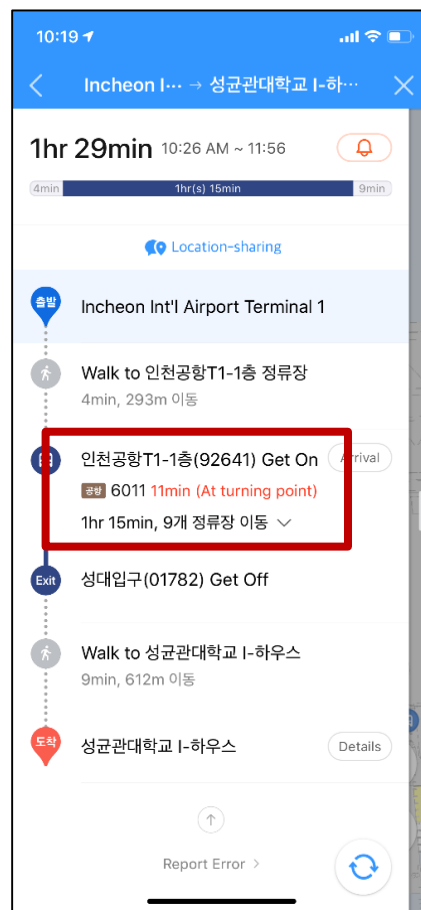 10:19
Incheon I··· → 성균관대학교 I-하···
1hr 29min 10:26 AM ~ 11:56
4min 1hr(s) 15min 9min
Location-sharing
출발 Incheon Int'l Airport Terminal 1
Walk to 인천공항T1-1층 정류장
4min, 293m 이동
인천공항T1-1층(92641) Get On Arrival
공항 6011 11min (At turning point)
1hr 15min, 9개 정류장 이동
Exit 성대입구(01782) Get Off
Walk to 성균관대학교 I-하우스
9min, 612m 이동
도착 성균관대학교 I-하우스 Details
Report Error >